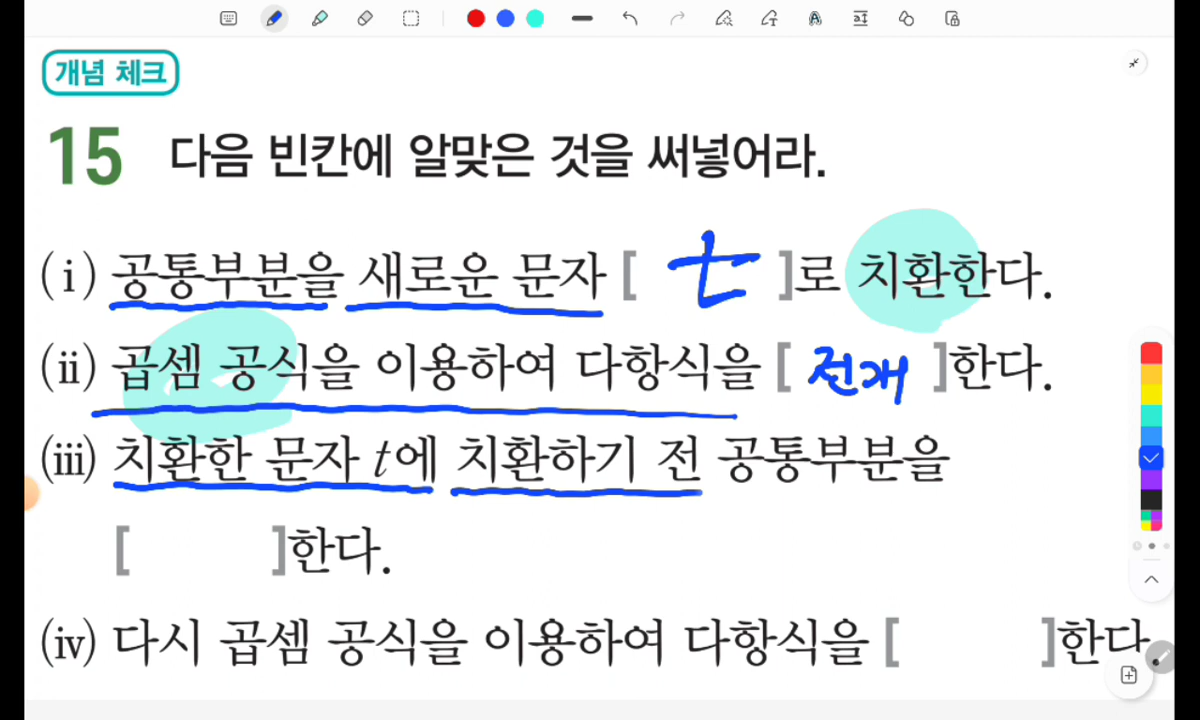 개념 체크
15 다음 빈칸에 알맞은 것을 써넣어라.
(i) 공통부분을 새로운 문자 [ t ]로 치환한다.
(ii) 곱셈 공식을 이용하여 다항식을 [ 전개 ]한다.
(iii) 치환한 문자 t에 치환하기 전 공통부분을
[ ]한다.
(iv) 다시 곱셈 공식을 이용하여 다항식을 [ ]한다